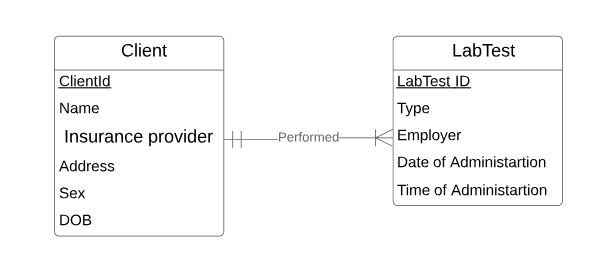 Client
ClientId
Name
Insurance provider
Address
Sex
DOB
Performed
LabTest
LabTest ID
Type
Employer
Date of Administartion
Time of Administartion